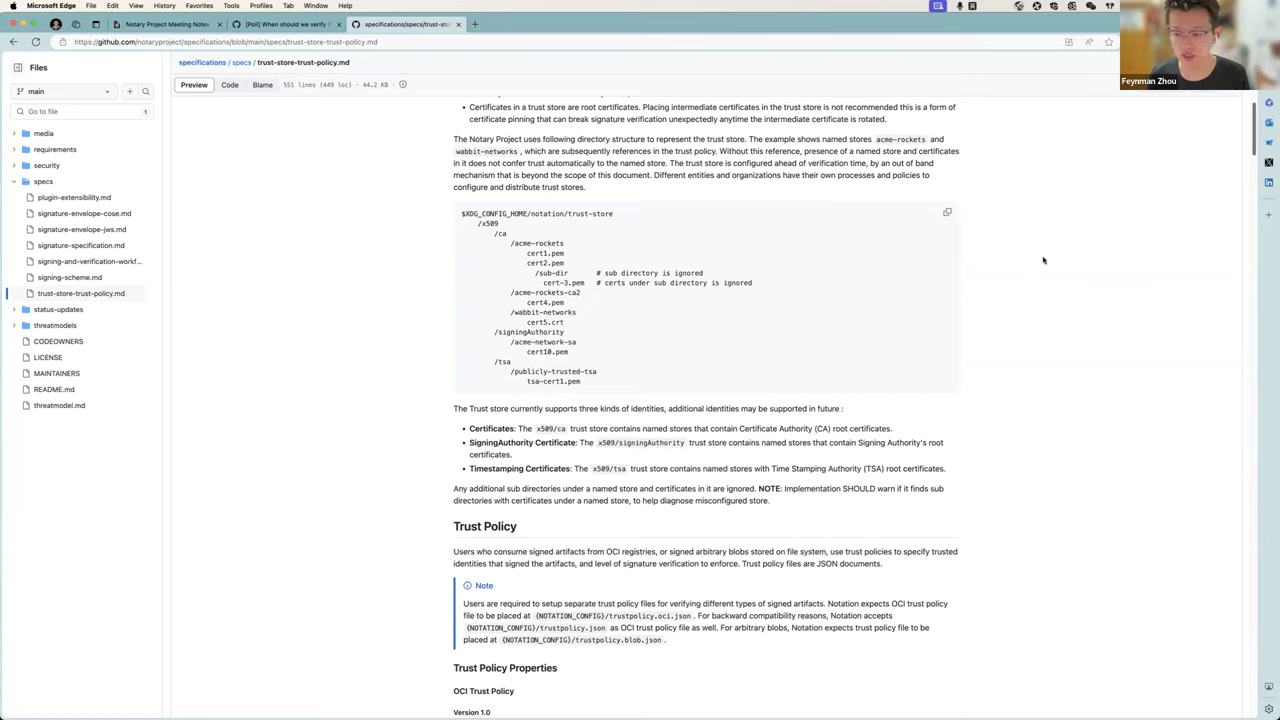 Microsoft Edge File Edit View History Favorites Tools Profiles Tab Window Help
Notary Project Meeting Notes
[Poll] When should we verify t
specifications/specs/trust-stor
https://github.com/notaryproject/specifications/blob/main/specs/trust-store-trust-policy.md
Feynman Zhou
Files
specifications / specs / trust-store-trust-policy.md
main
Preview Code Blame 551 lines (449 loc) · 44.2 KB
Go to file t
media
requirements
security
specs
plugin-extensibility.md
signature-envelope-cose.md
signature-envelope-jws.md
signature-specification.md
signing-and-verification-workf...
signing-scheme.md
trust-store-trust-policy.md
status-updates
threatmodels
CODEOWNERS
LICENSE
MAINTAINERS
README.md
threatmodel.md
Certificates in a trust store are root certificates. Placing intermediate certificates in the trust store is not recommended this is a form of
certificate pinning that can break signature verification unexpectedly anytime the intermediate certificate is rotated.
The Notary Project uses following directory structure to represent the trust store. The example shows named stores acme-rockets and
wabbit-networks , which are subsequently references in the trust policy. Without this reference, presence of a named store and certificates
in it does not confer trust automatically to the named store. The trust store is configured ahead of verification time, by an out of band
mechanism that is beyond the scope of this document. Different entities and organizations have their own processes and policies to
configure and distribute trust stores.
$XDG_CONFIG_HOME/notation/trust-store
/x509
/ca
/acme-rockets
cert1.pem
cert2.pem
/sub-dir # sub directory is ignored
cert-3.pem # certs under sub directory is ignored
/acme-rockets-ca2
cert4.pem
/wabbit-networks
cert5.crt
/signingAuthority
/acme-network-sa
cert10.pem
/tsa
/publicly-trusted-tsa
tsa-cert1.pem
The Trust store currently supports three kinds of identities, additional identities may be supported in future :
Certificates: The x509/ca trust store contains named stores that contain Certificate Authority (CA) root certificates.
SigningAuthority Certificate: The x509/signingAuthority trust store contains named stores that contain Signing Authority's root
certificates.
Timestamping Certificates: The x509/tsa trust store contains named stores with Time Stamping Authority (TSA) root certificates.
Any additional sub directories under a named store and certificates in it are ignored. NOTE: Implementation SHOULD warn if it finds sub
directories with certificates under a named store, to help diagnose misconfigured store.
Trust Policy
Users who consume signed artifacts from OCI registries, or signed arbitrary blobs stored on file system, use trust policies to specify trusted
identities that signed the artifacts, and level of signature verification to enforce. Trust policy files are JSON documents.
Note
Users are required to setup separate trust policy files for verifying different types of signed artifacts. Notation expects OCI trust policy
file to be placed at {NOTATION_CONFIG}/trustpolicy.oci.json . For backward compatibility reasons, Notation accepts
{NOTATION_CONFIG}/trustpolicy.json as OCI trust policy file as well. For arbitrary blobs, Notation expects trust policy file to be
placed at {NOTATION_CONFIG}/trustpolicy.blob.json .
Trust Policy Properties
OCI Trust Policy
Version 1.0